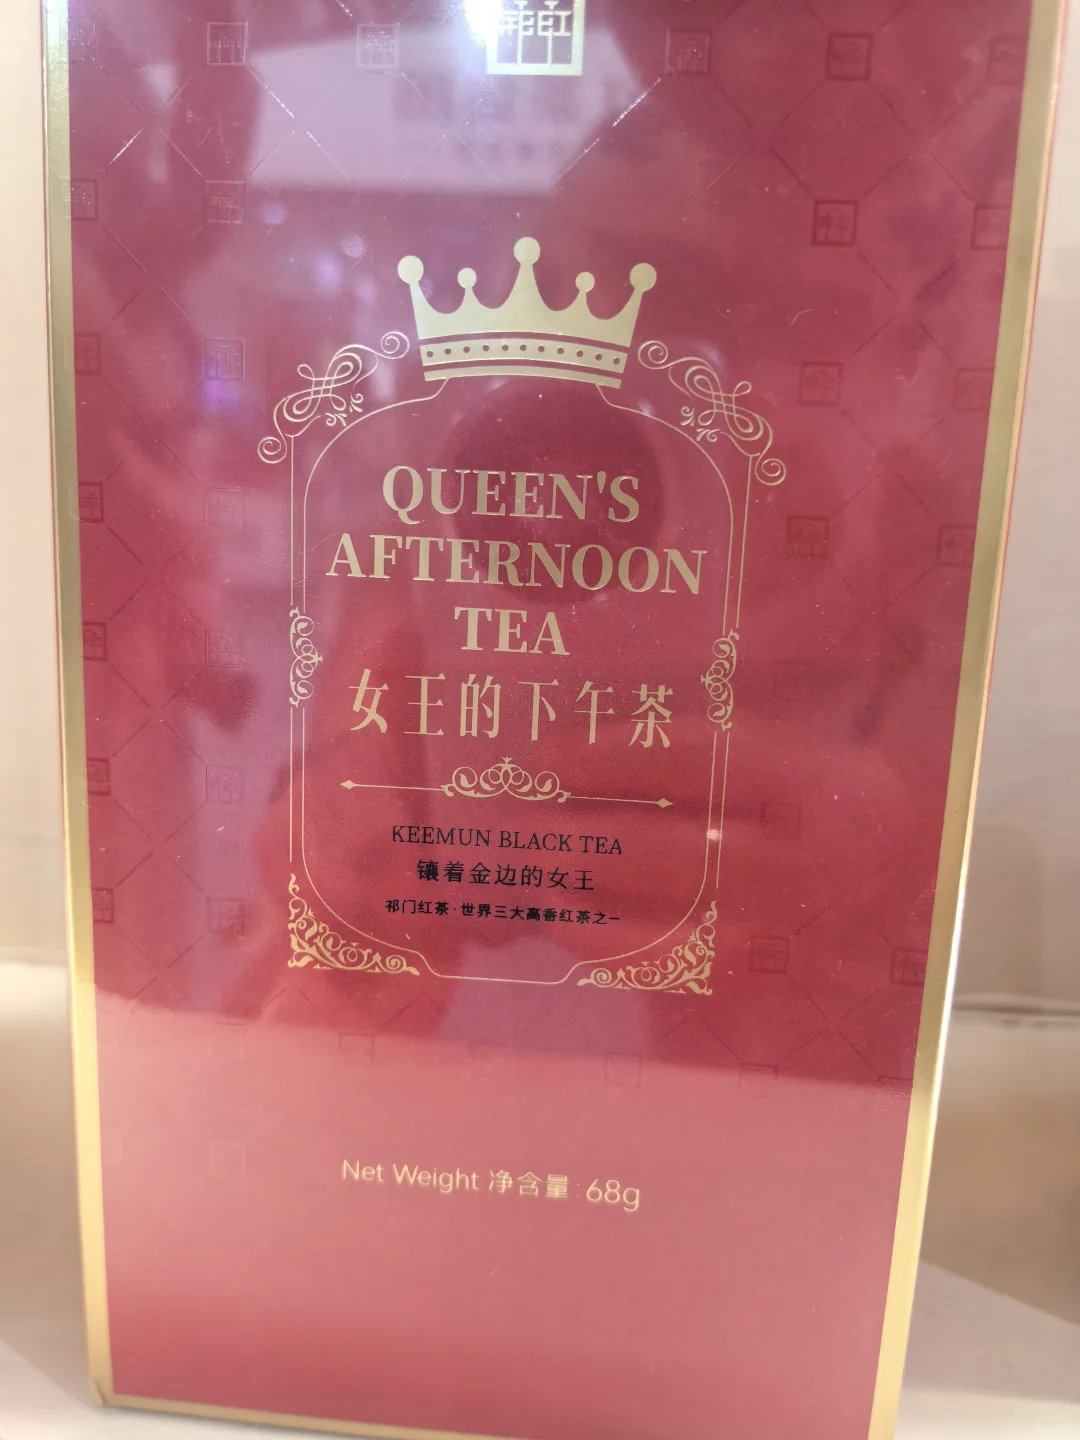 QUEEN'S
AFTERNOON
TEA
女王的下午茶
KEEMUN BLACK TEA
镶着金边的女王
祁门红茶·世界三大高香红茶之一
Net Weight 净含量:68g